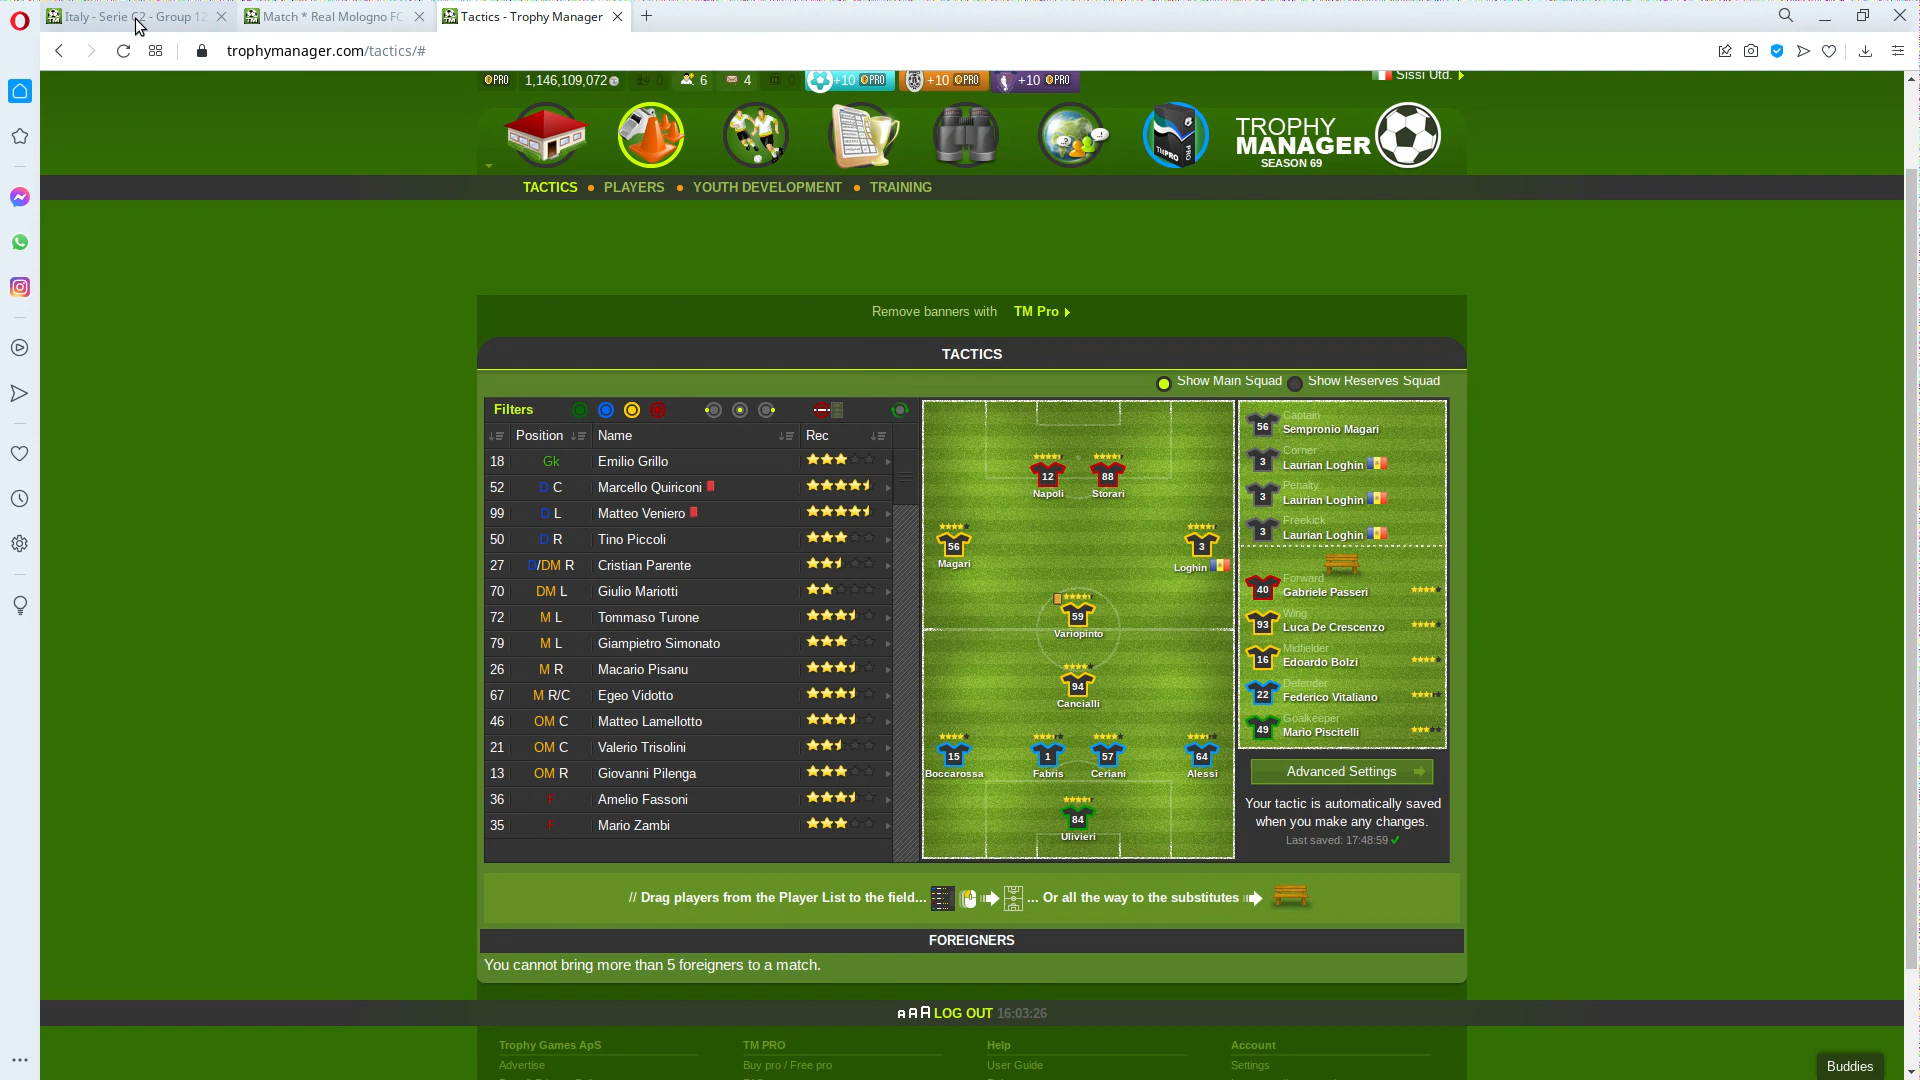 Italy - Serie C2 - Group 12
Match * Real Mologno FC
Tactics - Trophy Manager
trophymanager.com/tactics/#
PRO 1,146,109,072 0 6 4 0 +10 PRO +10 PRO +10 PRO
Sissi Utd.
TROPHY
MANAGER
SEASON 69
TACTICS PLAYERS YOUTH DEVELOPMENT TRAINING
Remove banners with TM Pro
TACTICS
Show Main Squad Show Reserves Squad
Filters
Position Name Rec
18 Gk Emilio Grillo
52 D C Marcello Quiriconi
99 D L Matteo Veniero
50 D R Tino Piccoli
27 D/DM R Cristian Parente
70 DM L Giulio Mariotti
72 M L Tommaso Turone
79 M L Giampietro Simonato
26 M R Macario Pisanu
67 M R/C Egeo Vidotto
46 OM C Matteo Lamellotto
21 OM C Valerio Trisolini
13 OM R Giovanni Pilenga
36 F Amelio Fassoni
35 F Mario Zambi
12 88
Napoli Storari
56 3
Magari Loghin
59
Variopinto
94
Cancialli
15 1 57 64
Boccarossa Fabris Ceriani Alessi
84
Ulivieri
Captain
56 Sempronio Magari
Corner
3 Laurian Loghin
Penalty
3 Laurian Loghin
Freekick
3 Laurian Loghin
Forward
40 Gabriele Passeri
Wing
93 Luca De Crescenzo
Midfielder
16 Edoardo Bolzi
Defender
22 Federico Vitaliano
Goalkeeper
49 Mario Piscitelli
Advanced Settings
Your tactic is automatically saved
when you make any changes.
Last saved: 17:48:59
// Drag players from the Player List to the field... ... Or all the way to the substitutes
FOREIGNERS
You cannot bring more than 5 foreigners to a match.
A A A LOG OUT 16:03:26
Trophy Games ApS TM PRO Help Account
Advertise Buy pro / Free pro User Guide Settings
Buddies